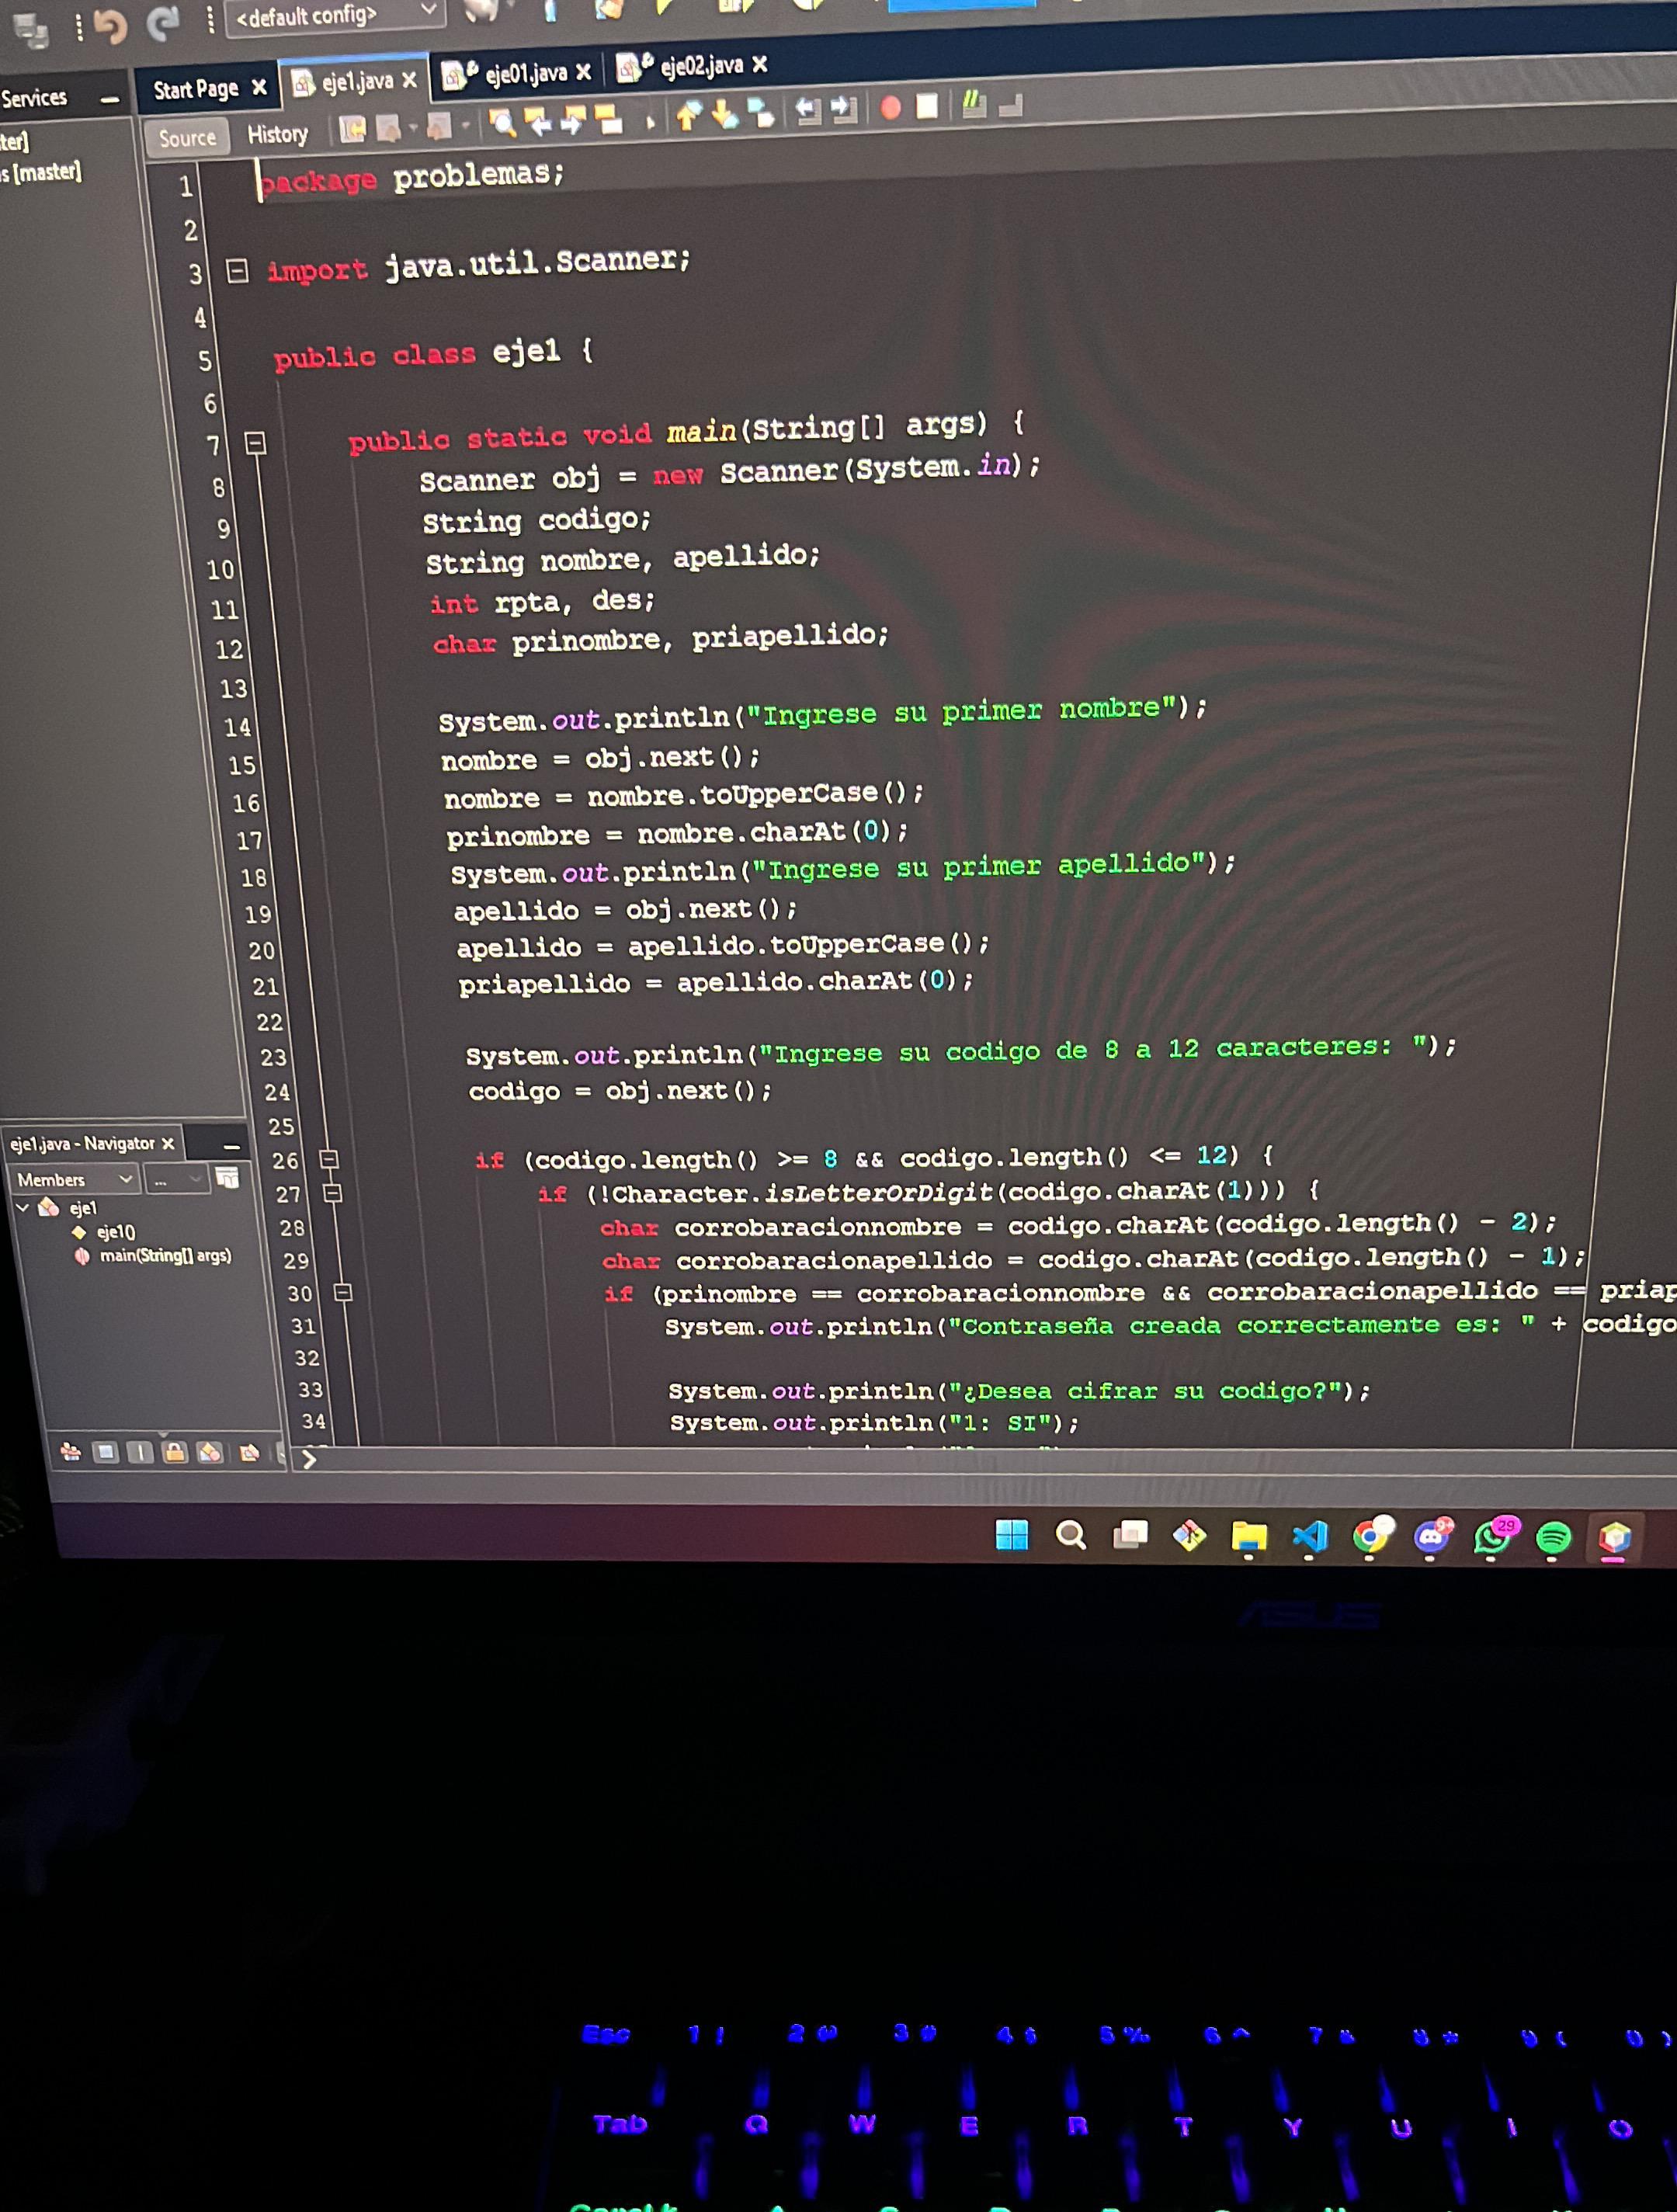 <default config>
Services
Start Page
eje1.java
eje01.java
eje02.java
ter]
s [master]
Source
History
1 package problemas;
2
3 import java.util.Scanner;
4
5 public class eje1 {
6
7 public static void main(String[] args) {
8 Scanner obj = new Scanner(System.in);
9 String codigo;
10 String nombre, apellido;
11 int rpta, des;
12 char prinombre, priapellido;
13
14 System.out.println("Ingrese su primer nombre");
15 nombre = obj.next();
16 nombre = nombre.toUpperCase();
17 prinombre = nombre.charAt(0);
18 System.out.println("Ingrese su primer apellido");
19 apellido = obj.next();
20 apellido = apellido.toUpperCase();
21 priapellido = apellido.charAt(0);
22
23 System.out.println("Ingrese su codigo de 8 a 12 caracteres: ");
24 codigo = obj.next();
25
26 if (codigo.length() >= 8 && codigo.length() <= 12) {
27 if (!Character.isLetterOrDigit(codigo.charAt(1))) {
28 char corrobaracionnombre = codigo.charAt(codigo.length() - 2);
29 char corrobaracionapellido = codigo.charAt(codigo.length() - 1);
30 if (prinombre == corrobaracionnombre && corrobaracionapellido == priap
31 System.out.println("Contraseña creada correctamente es: " + codigo
32
33 System.out.println("¿Desea cifrar su codigo?");
34 System.out.println("1: SI");
eje1.java - Navigator
Members
...
eje1
eje1()
main(String[] args)
29
9+
ASUS
Esc 1 ! 2 @ 3 # 4 $ 5 % 6 ^ 7 & 8 * 9 ( 0 )
Tab Q W E R T Y U I O